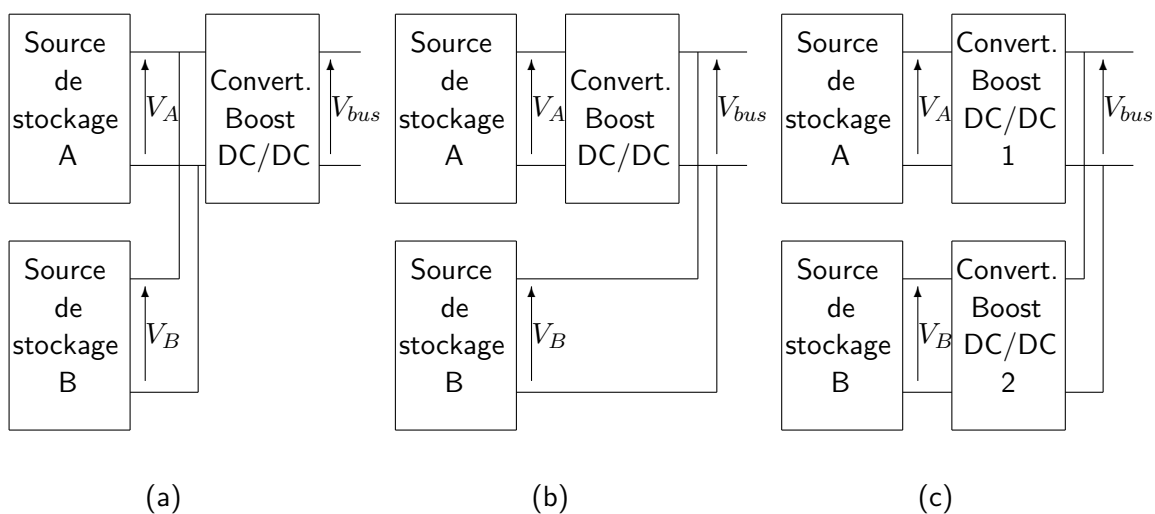 Source
de
stockage
A
V_A
Convert.
Boost
DC/DC
V_bus
Source
de
stockage
B
V_B
(a)
Source
de
stockage
A
V_A
Convert.
Boost
DC/DC
V_bus
Source
de
stockage
B
V_B
(b)
Source
de
stockage
A
V_A
Convert.
Boost
DC/DC
1
V_bus
Source
de
stockage
B
V_B
Convert.
Boost
DC/DC
2
(c)